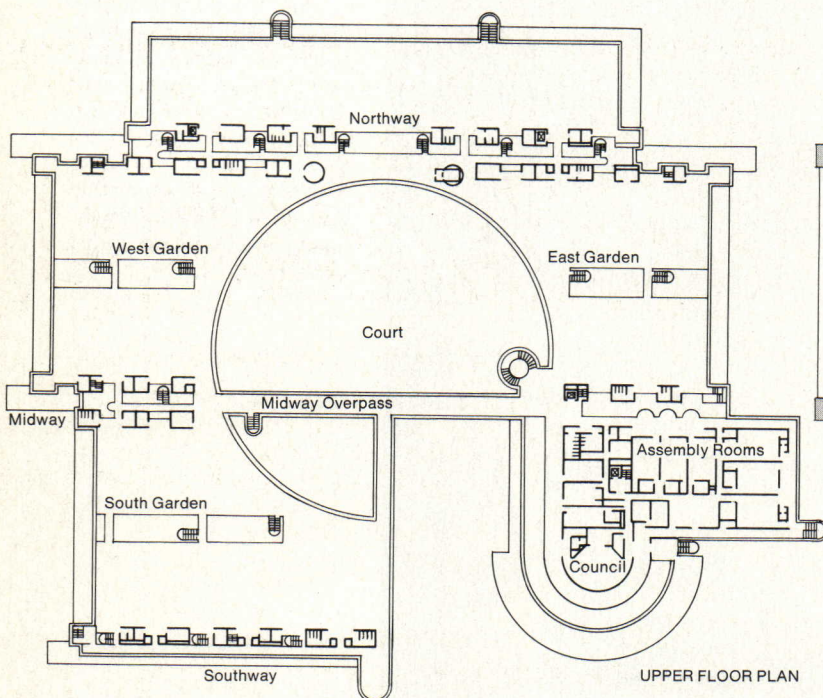 Northway
West Garden
East Garden
Court
Midway Overpass
Midway
Assembly Rooms
South Garden
Council
Southway
UPPER FLOOR PLAN